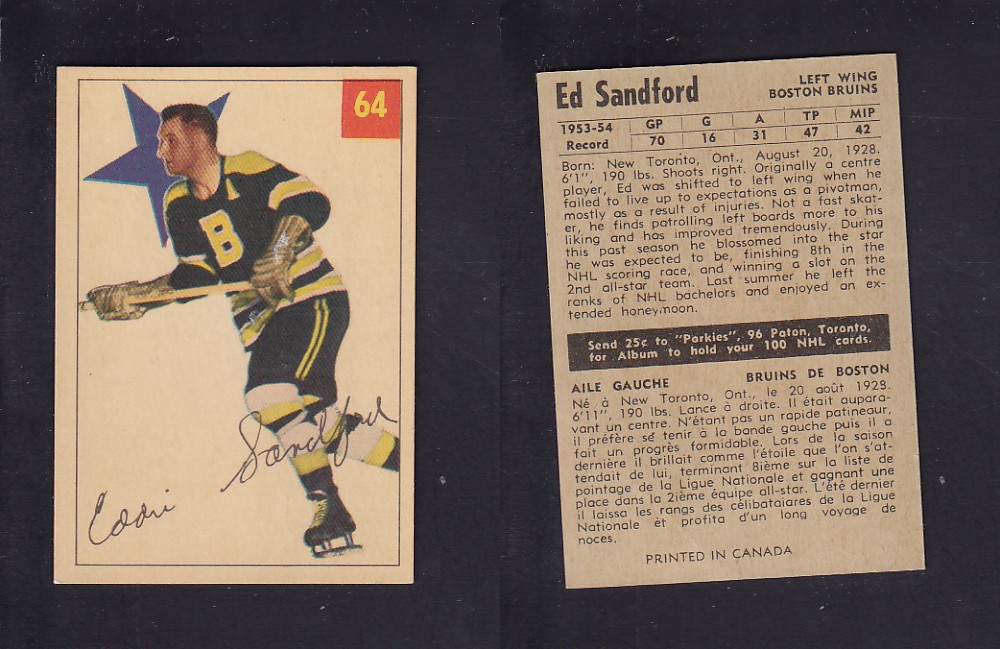 64
B
A
Eddie Sandford
Ed Sandford
LEFT WING
BOSTON BRUINS
1953-54 GP G A TP MIP
Record 70 16 31 47 42
Born: New Toronto, Ont., August 20, 1928.
6'1", 190 lbs. Shoots right. Originally a centre
player, Ed was shifted to left wing when he
failed to live up to expectations as a pivotman,
mostly as a result of injuries. Not a fast skat-
er, he finds patrolling left boards more to his
liking and has improved tremendously. During
this past season he blossomed into the star
he was expected to be, finishing 8th in the
NHL scoring race, and winning a slot on the
2nd all-star team. Last summer he left the
ranks of NHL bachelors and enjoyed an ex-
tended honeymoon.
Send 25¢ to "Parkies", 96 Paton, Toronto,
for Album to hold your 100 NHL cards.
AILE GAUCHE BRUINS DE BOSTON
Né à New Toronto, Ont., le 20 août 1928.
6'11", 190 lbs. Lance à droite. Il était aupara-
vant un centre. N'étant pas un rapide patineur,
il préfère se tenir à la bande gauche puis il a
fait un progrès formidable. Lors de la saison
dernière il brillait comme l'étoile que l'on s'at-
tendait de lui, terminant 8ième sur la liste de
pointage de la Ligue Nationale et gagnant une
place dans la 2ième équipe all-star. L'été dernier
il laissa les rangs des célibataires de la Ligue
Nationale èt profita d'un long voyage de
noces.
PRINTED IN CANADA